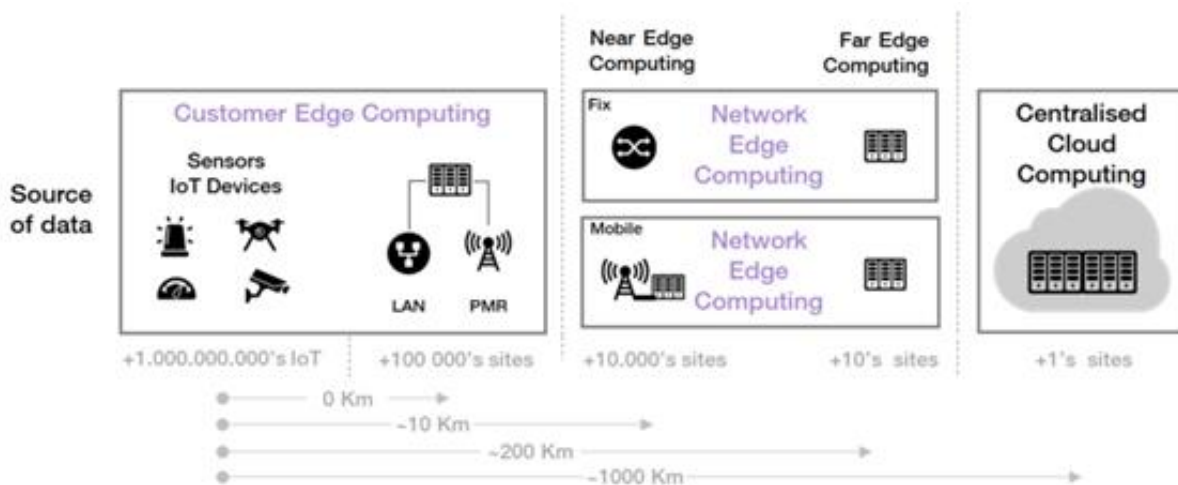 Near Edge
Computing
Far Edge
Computing
Source
of data
Customer Edge Computing
Sensors
IoT Devices
LAN
PMR
Fix
Network
Edge
Computing
Mobile
Network
Edge
Computing
Centralised
Cloud
Computing
+1.000.000.000's IoT
+100 000's sites
+10.000's sites
+10's sites
+1's sites
0 Km
~10 Km
~200 Km
~1000 Km